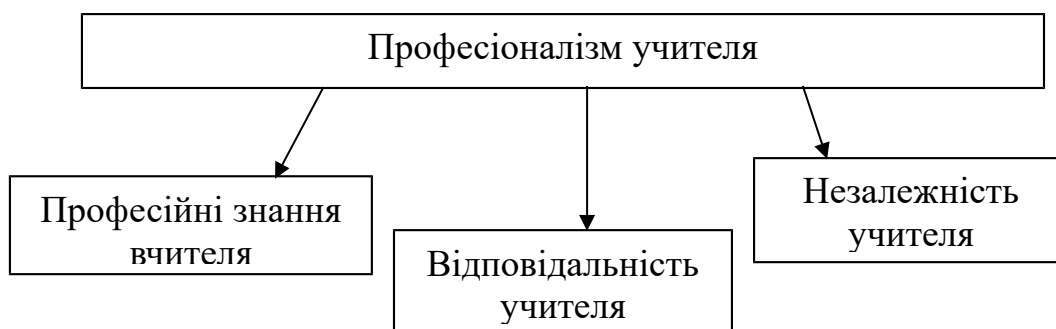 Професіоналізм учителя
Професійні знання
вчителя
Відповідальність
учителя
Незалежність
учителя